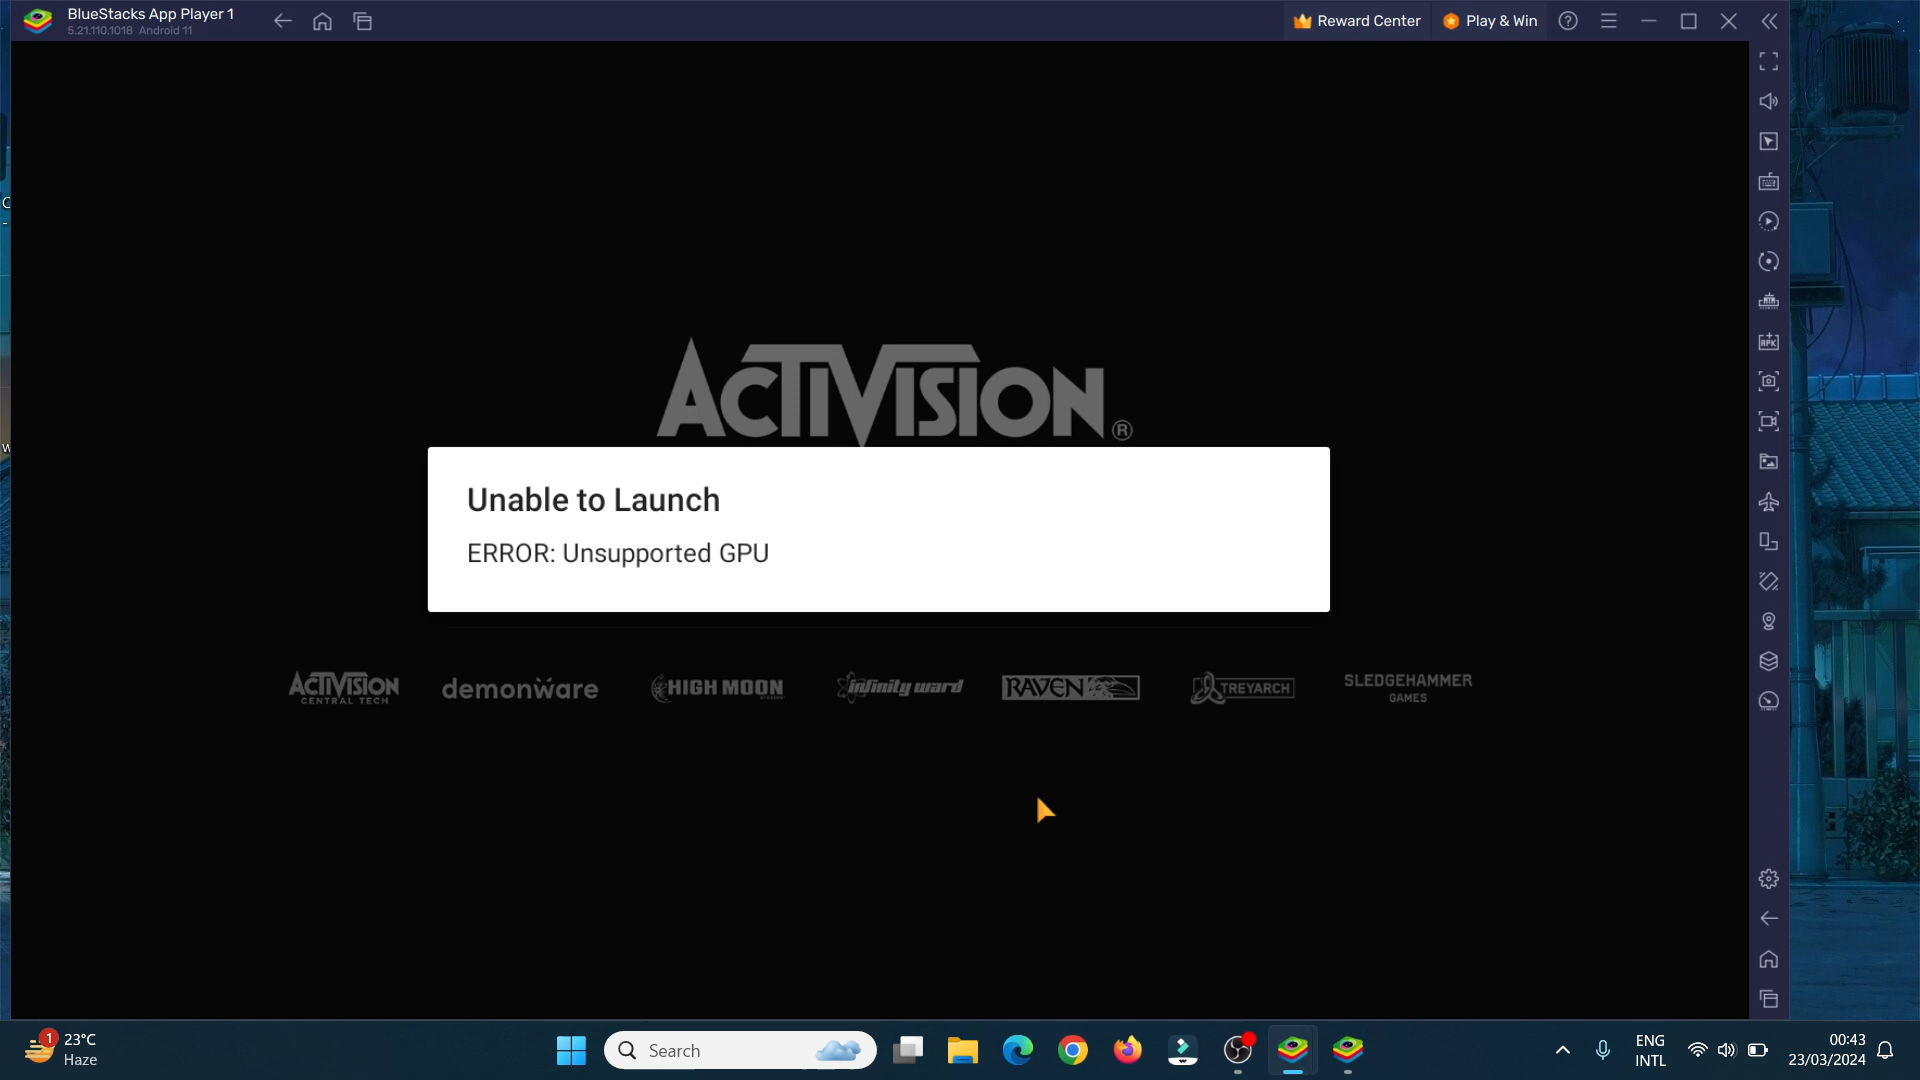 BlueStacks App Player 1
5.21.110.1018 Android 11
Reward Center
Play & Win
ACTIVISION®
Unable to Launch
ERROR: Unsupported GPU
ACTIVISION
CENTRAL TECH
demonware
HIGH MOON
STUDIOS
infinity ward
RAVEN
TREYARCH
SLEDGEHAMMER
GAMES
C
-
w
1
23°C
Haze
Search
ENG
INTL
00:43
23/03/2024